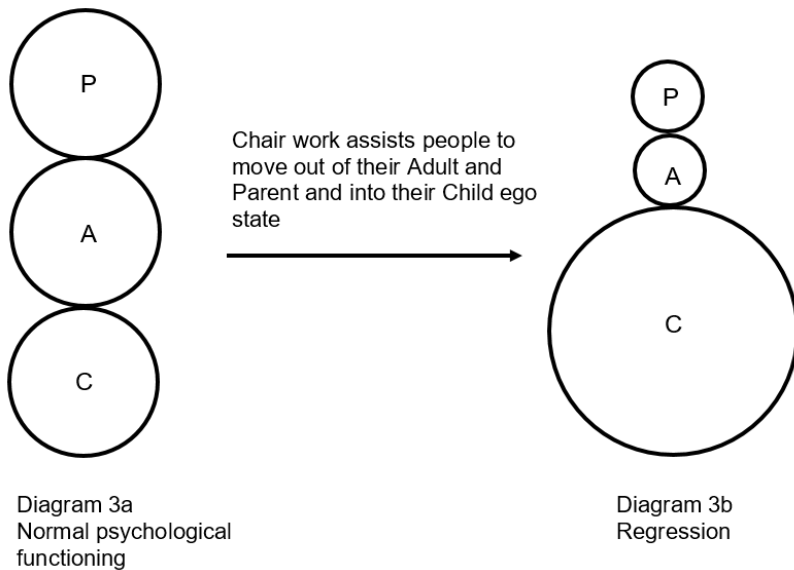 P
A
C
Chair work assists people to
move out of their Adult and
Parent and into their Child ego
state
P
A
C
Diagram 3a
Normal psychological
functioning
Diagram 3b
Regression